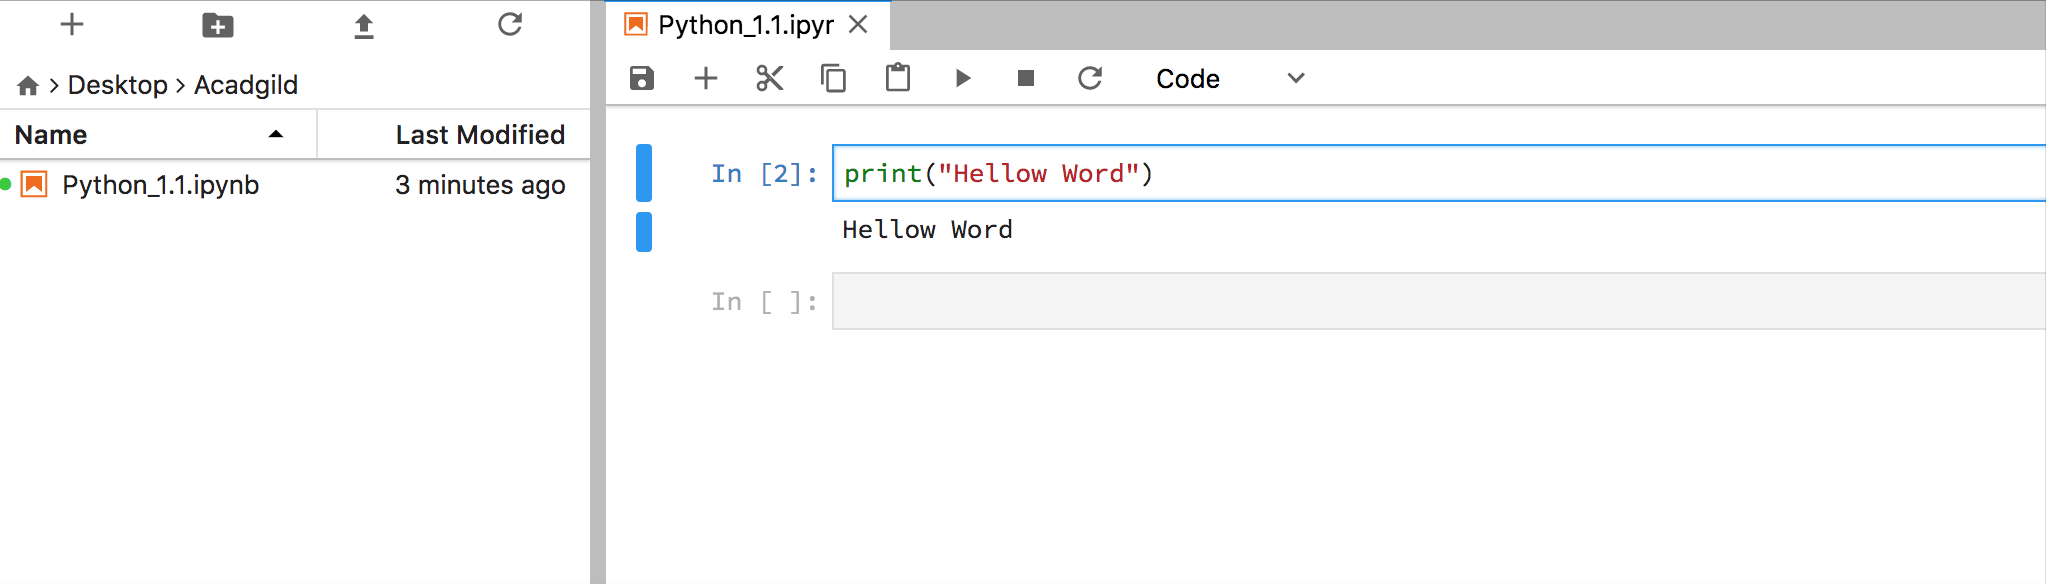 Desktop > Acadgild
Name Last Modified
Python_1.1.ipynb 3 minutes ago
Python_1.1.ipyr
Code
In [2]: print("Hellow Word")
Hellow Word
In [ ]: